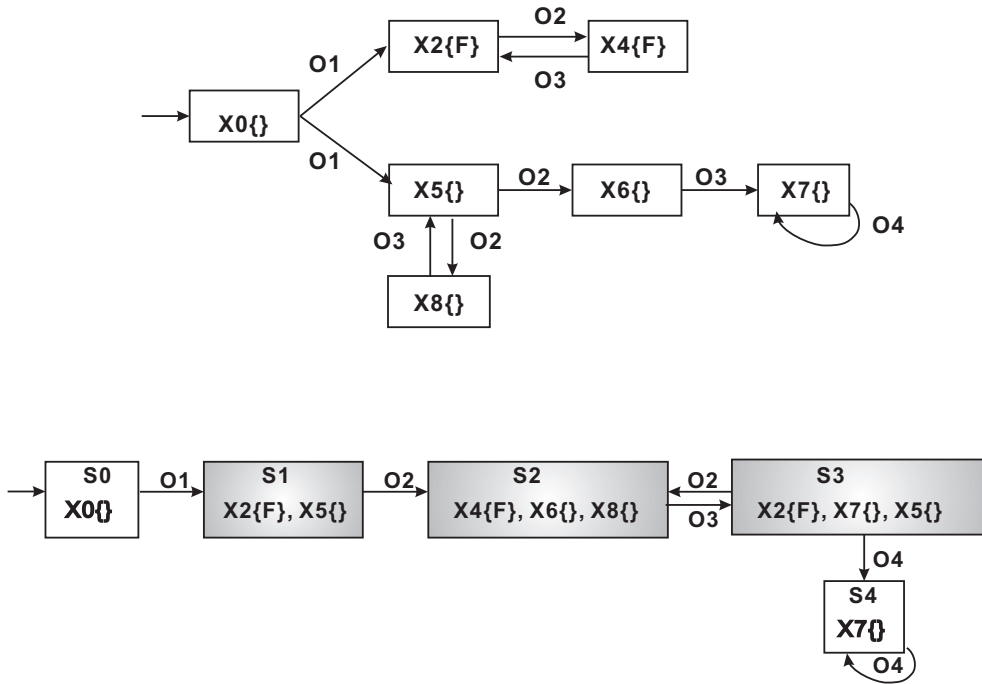 O2
X2{F} X4{F}
O1 O3
X0{}
O1
X5{} O2 X6{} O3 X7{}
O3 O2 O4
X8{}
S0 S1 S2 S3
O1 O2 O2
X0{} X2{F}, X5{} X4{F}, X6{}, X8{} X2{F}, X7{}, X5{}
O3
O4
S4
X7{}
O4